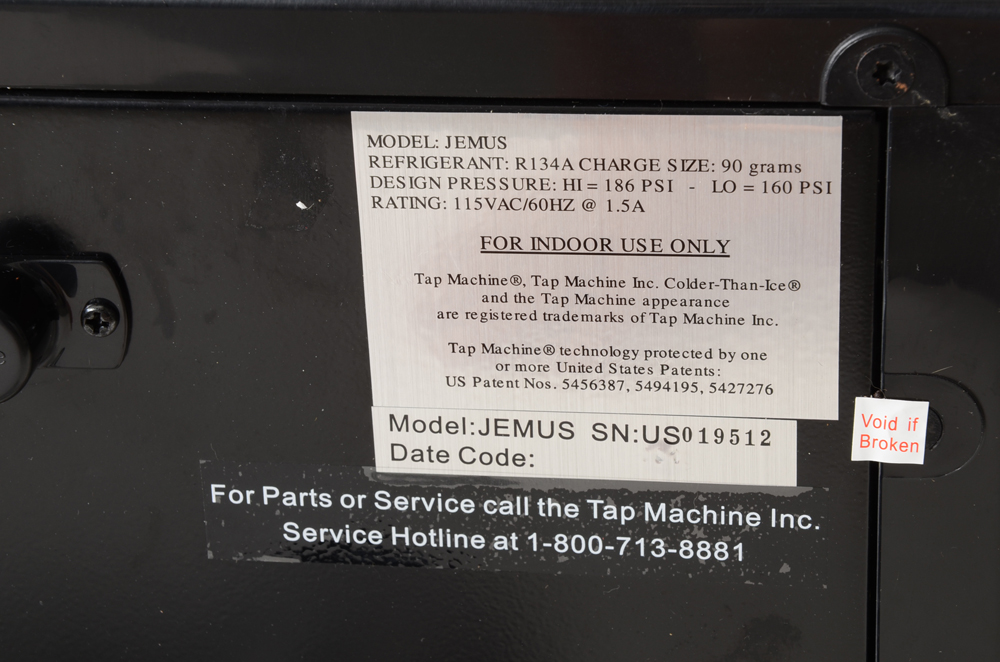 MODEL: JEMUS
REFRIGERANT: R134A CHARGE SIZE: 90 grams
DESIGN PRESSURE: HI = 186 PSI - LO = 160 PSI
RATING: 115VAC/60HZ @ 1.5A
FOR INDOOR USE ONLY
Tap Machine®, Tap Machine Inc. Colder-Than-Ice®
and the Tap Machine appearance
are registered trademarks of Tap Machine Inc.
Tap Machine® technology protected by one
or more United States Patents:
US Patent Nos. 5456387, 5494195, 5427276
Model:JEMUS SN:US019512
Date Code:
Void if
Broken
For Parts or Service call the Tap Machine Inc.
Service Hotline at 1-800-713-8881